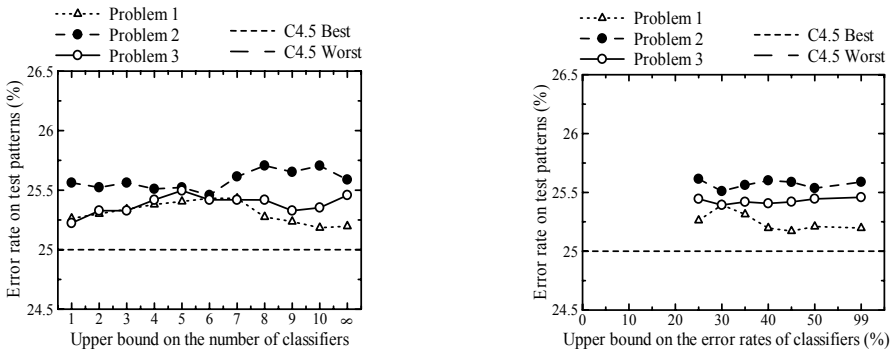 Problem 1
Problem 2
Problem 3
C4.5 Best
C4.5 Worst
26.5
26
25.5
25
24.5
Error rate on test patterns (%)
1 2 3 4 5 6 7 8 9 10 ∞
Upper bound on the number of classifiers
Problem 1
Problem 2
Problem 3
C4.5 Best
C4.5 Worst
26.5
26
25.5
25
24.5
Error rate on test patterns (%)
0 10 20 30 40 50 99
Upper bound on the error rates of classifiers (%)